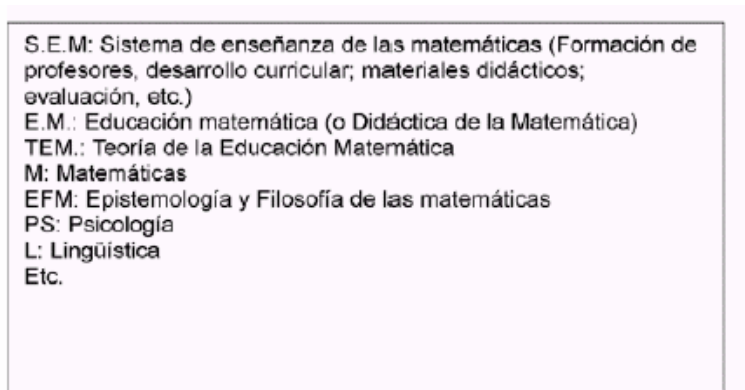 S.E.M: Sistema de enseñanza de las matemáticas (Formación de
profesores, desarrollo curricular; materiales didácticos;
evaluación, etc.)
E.M.: Educación matemática (o Didáctica de la Matemática)
TEM.: Teoría de la Educación Matemática
M: Matemáticas
EFM: Epistemología y Filosofía de las matemáticas
PS: Psicología
L: Lingüística
Etc.